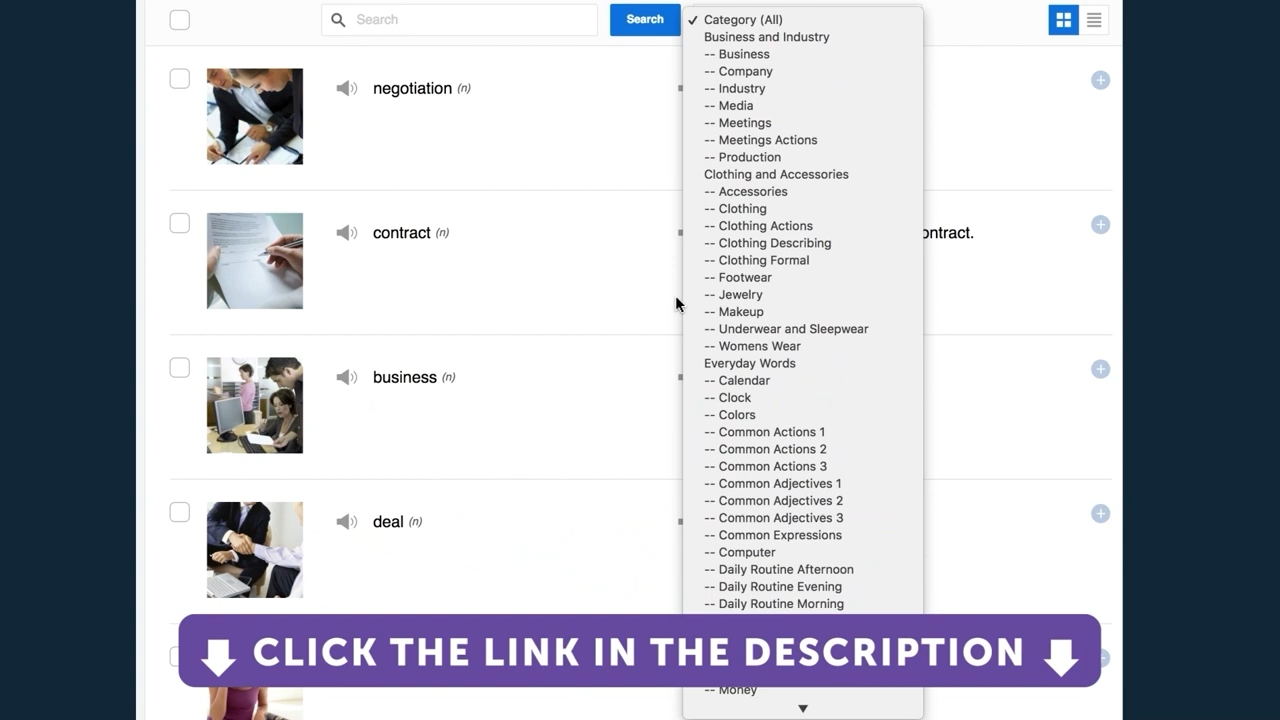 Search
Search
✓ Category (All)
Business and Industry
-- Business
-- Company
-- Industry
-- Media
-- Meetings
-- Meetings Actions
-- Production
Clothing and Accessories
-- Accessories
-- Clothing
-- Clothing Actions
-- Clothing Describing
-- Clothing Formal
-- Footwear
-- Jewelry
-- Makeup
-- Underwear and Sleepwear
-- Womens Wear
Everyday Words
-- Calendar
-- Clock
-- Colors
-- Common Actions 1
-- Common Actions 2
-- Common Actions 3
-- Common Adjectives 1
-- Common Adjectives 2
-- Common Adjectives 3
-- Common Expressions
-- Computer
-- Daily Routine Afternoon
-- Daily Routine Evening
-- Daily Routine Morning
-- Money
negotiation (n)
contract (n)
ontract.
business (n)
deal (n)
CLICK THE LINK IN THE DESCRIPTION